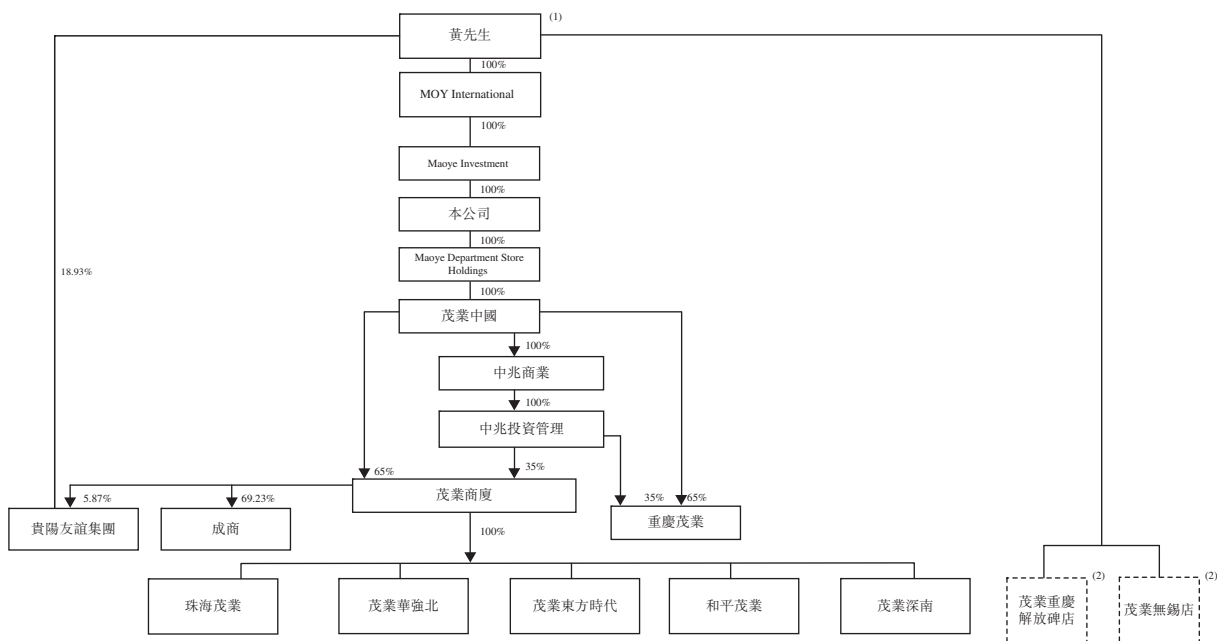 黃先生
(1)
100%
MOY International
100%
Maoye Investment
100%
本公司
100%
Maoye Department Store
Holdings
18.93%
100%
茂業中國
100%
中兆商業
100%
中兆投資管理
65%
35%
5.87%
69.23%
茂業商廈
35%
65%
貴陽友誼集團
成商
重慶茂業
100%
珠海茂業
茂業華強北
茂業東方時代
和平茂業
茂業深南
(2)
茂業重慶
解放碑店
(2)
茂業無錫店